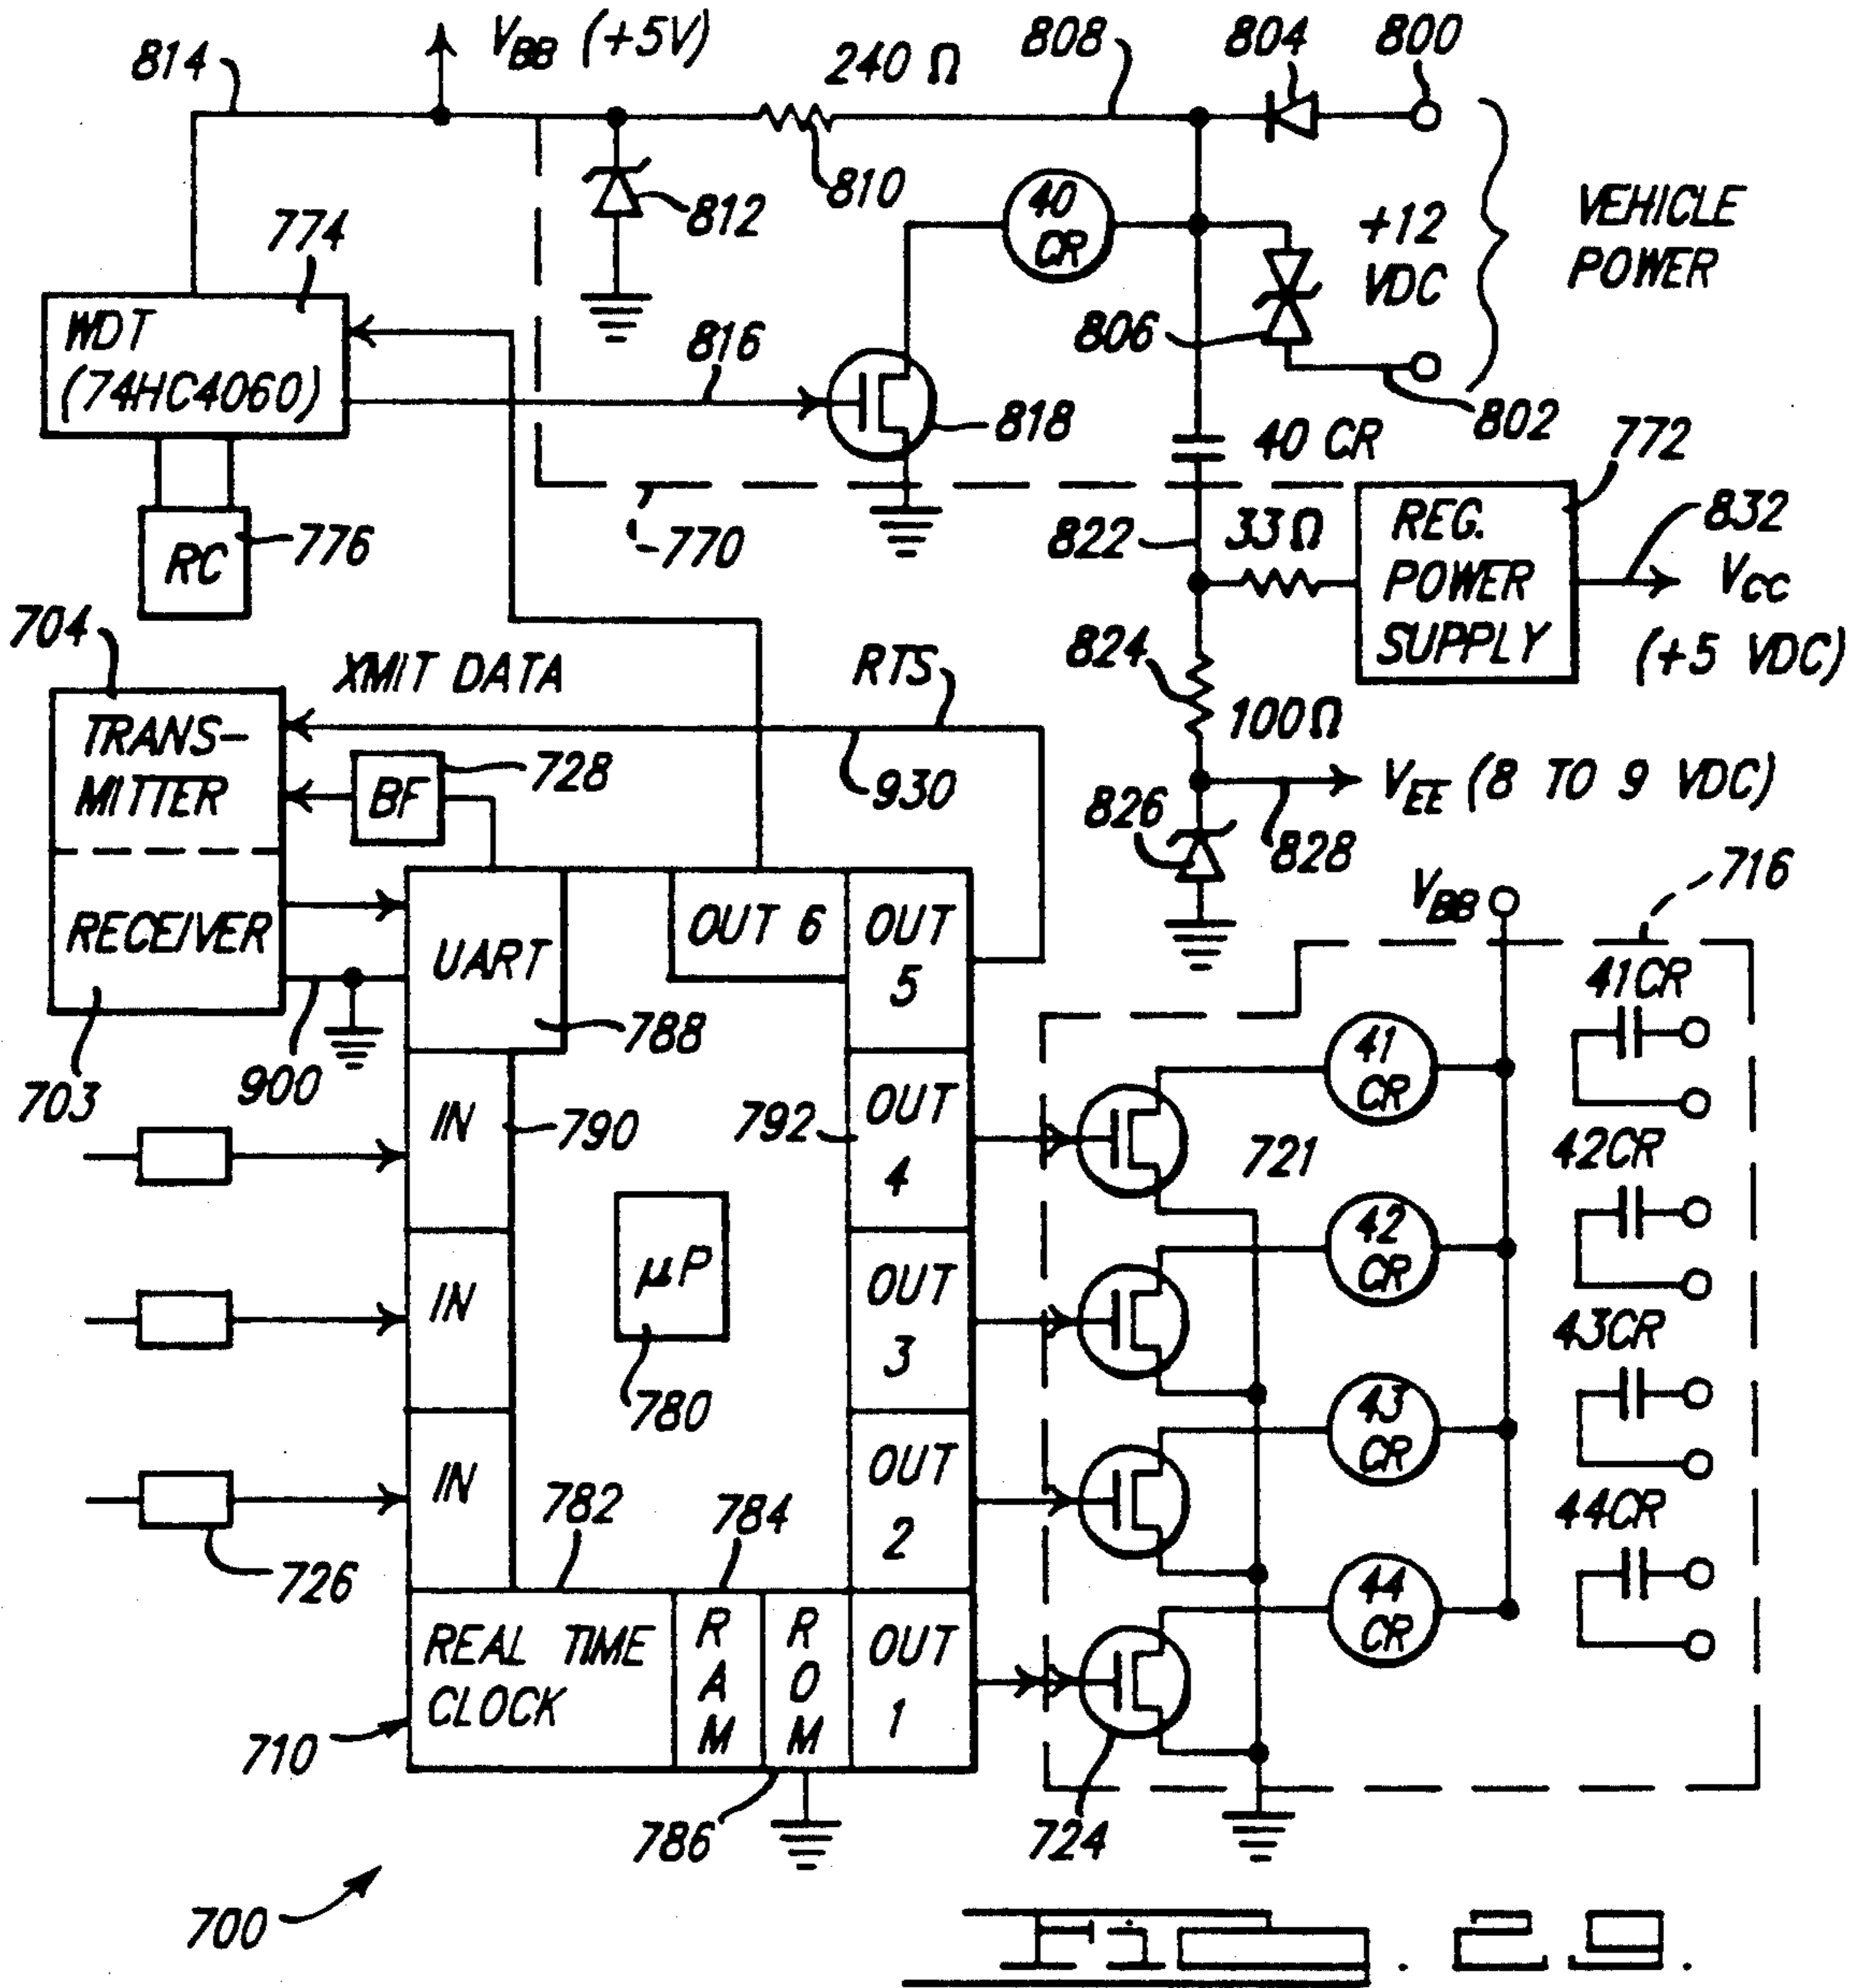 814
V_BB (+5V)
240 Ω
808
804
800
810
812
40
CR
+12
VDC
VEHICLE
POWER
774
WDT
(74HC4060)
816
818
806
802
40 CR
772
RC
776
770
822
33 Ω
REG.
POWER
SUPPLY
832
V_CC
(+5 VDC)
704
XMIT DATA
RTS
824
100 Ω
TRANS-
MITTER
BF
728
930
V_EE (8 TO 9 VDC)
826
828
RECEIVER
UART
OUT 6
OUT
5
V_BB
716
703
900
788
41CR
41
CR
IN
790
792
OUT
4
721
42CR
42
CR
IN
μP
780
OUT
3
43CR
43
CR
IN
726
782
784
OUT
2
44CR
44
CR
REAL TIME
CLOCK
RAM
ROM
OUT
1
710
786
724
700
Fig. 29.